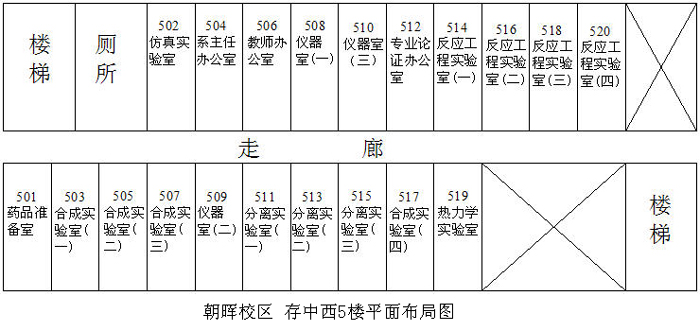 楼梯
厕所
502
仿真实
验室
504
系主任
办公室
506
教师办
公室
508
仪器
室(一)
510
仪器室
(三)
512
专业论
证办公
室
514
反应工
程实验
室(一)
516
反应工
程实验
室(二)
518
反应工
程实验
室(三)
520
反应工
程实验
室(四)
走廊
501
药品准
备室
503
合成实
验室
(一)
505
合成实
验室(
二)
507
合成实
验室(
三)
509
仪器
室(二)
511
分离实
验室(
一)
513
分离实
验室(
二)
515
分离实
验室(
三)
517
合成实
验室(
四)
519
热力学
实验室
楼梯
朝晖校区 存中西5楼平面布局图